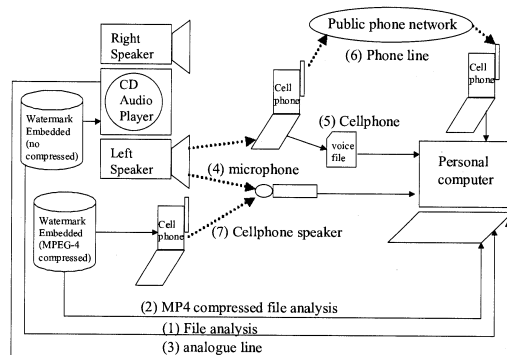 Right
Speaker
CD
Audio
Player
Watermark
Embedded
(no
compressed)
Left
Speaker
Watermark
Embedded
(MPEG-4
compressed)
Cell
phone
(7) Cellphone speaker
(4) microphone
Cell
phone
(5) Cellphone
voice
file
Public phone network
(6) Phone line
Cell
phone
Personal
computer
(2) MP4 compressed file analysis
(1) File analysis
(3) analogue line